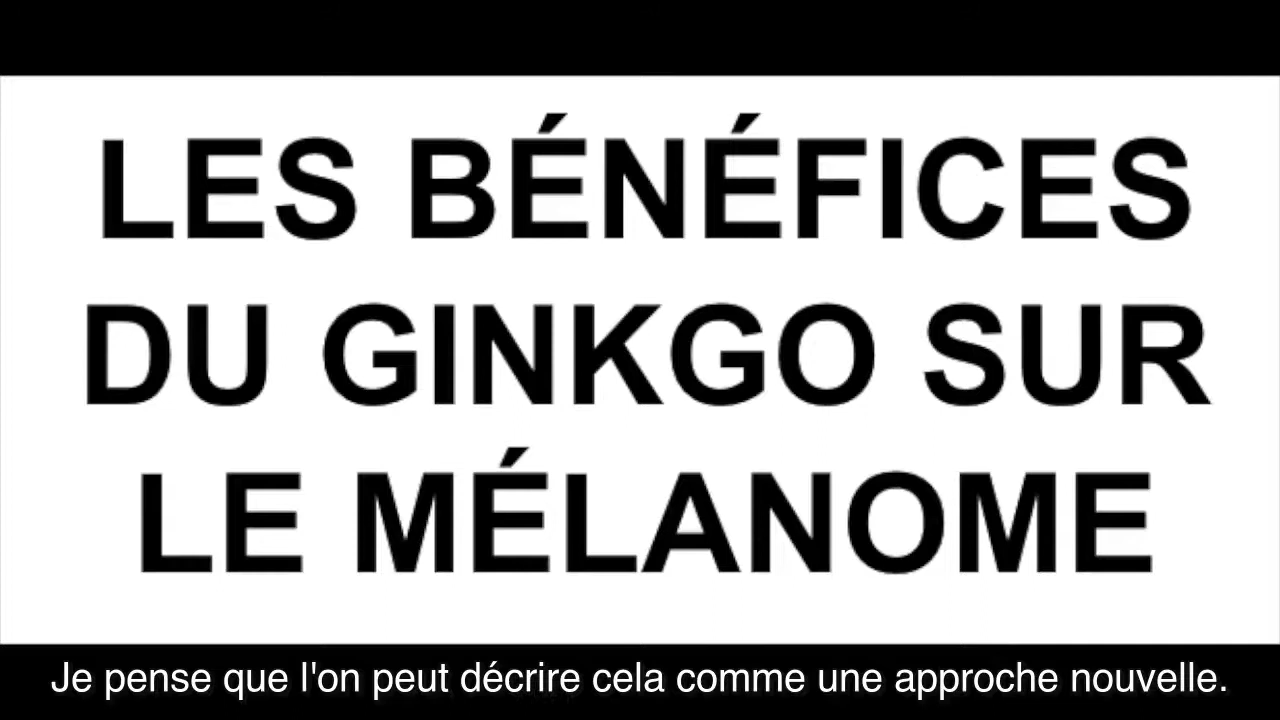 LES BÉNÉFICES
DU GINKGO SUR
LE MÉLANOME
Je pense que l'on peut décrire cela comme une approche nouvelle.